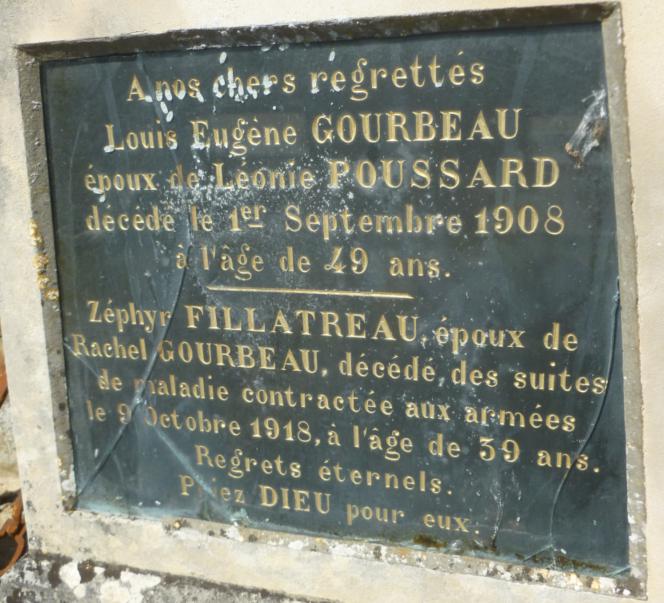 A nos chers regrettés
Louis Eugène GOURBEAU
époux de Léonie POUSSARD
décédé le 1er Septembre 1908
à l'âge de 49 ans.
Zéphyr FILLATREAU, époux de
Rachel GOURBEAU, décédé, des suites
de maladie contractée aux armées
le 9 Octobre 1918, à l'âge de 39 ans.
Regrets éternels.
Priez DIEU pour eux.